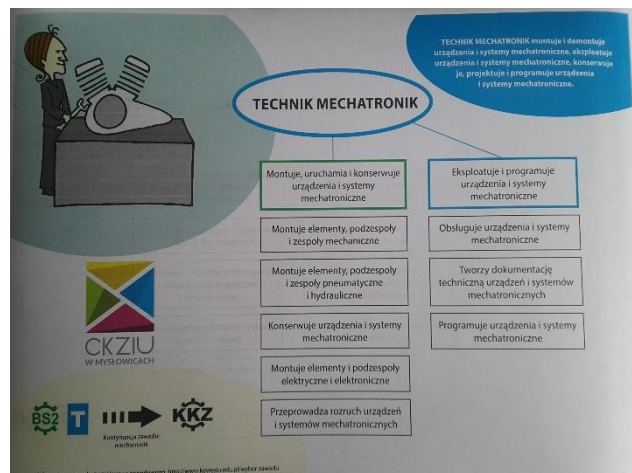 TECHNIK MECHATRONIK montuje i demontuje
urządzenia i systemy mechatroniczne, eksploatuje
urządzenia i systemy mechatroniczne, konserwuje
je, projektuje i programuje urządzenia
i systemy mechatroniczne.
TECHNIK MECHATRONIK
Montuje, uruchamia i konserwuje
urządzenia i systemy
mechatroniczne
Montuje elementy, podzespoły
i zespoły mechaniczne
Montuje elementy, podzespoły
i zespoły pneumatyczne
i hydrauliczne
Konserwuje urządzenia i systemy
mechatroniczne
Montuje elementy i podzespoły
elektryczne i elektroniczne
Przeprowadza rozruch urządzeń
i systemów mechatronicznych
Eksploatuje i programuje
urządzenia i systemy
mechatroniczne
Obsługuje urządzenia i systemy
mechatroniczne
Tworzy dokumentację
techniczną urządzeń i systemów
mechatronicznych
Programuje urządzenia i systemy
mechatroniczne
CKZIU
W MYSŁOWICACH
BS2 T KKZ
Kontynuacja zawodu:
mechatronik